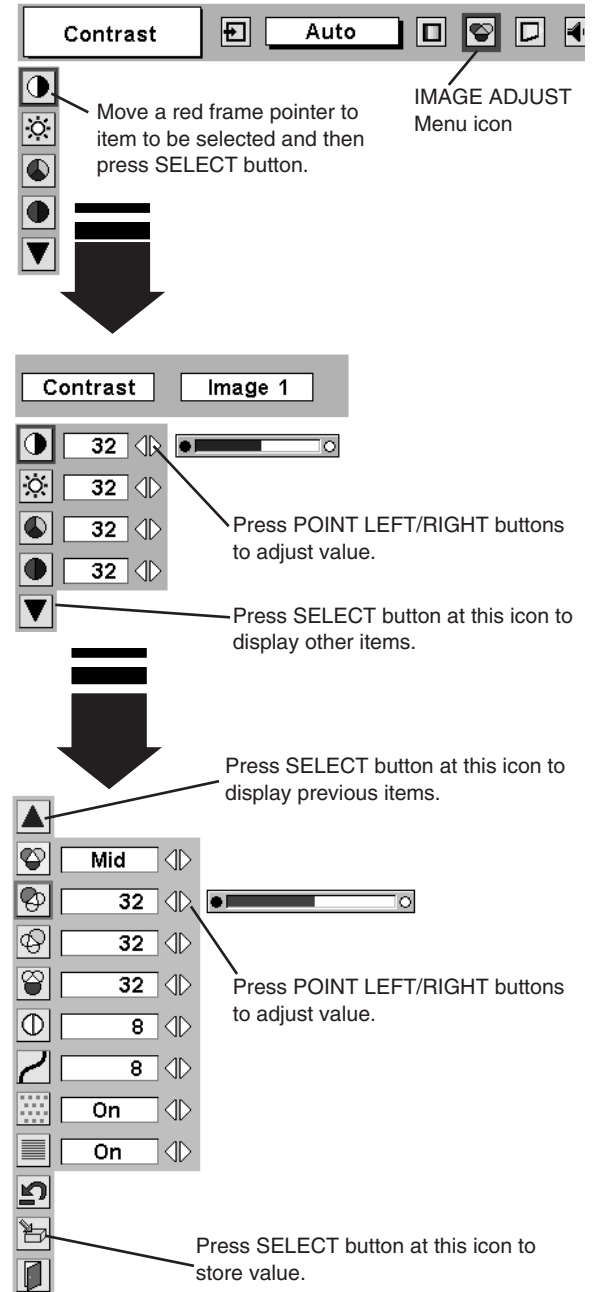 Contrast
Auto
Move a red frame pointer to
item to be selected and then
press SELECT button.
IMAGE ADJUST
Menu icon
Contrast
Image 1
32
32
32
32
Press POINT LEFT/RIGHT buttons
to adjust value.
Press SELECT button at this icon to
display other items.
Press SELECT button at this icon to
display previous items.
Mid
32
32
32
8
8
On
On
Press POINT LEFT/RIGHT buttons
to adjust value.
Press SELECT button at this icon to
store value.